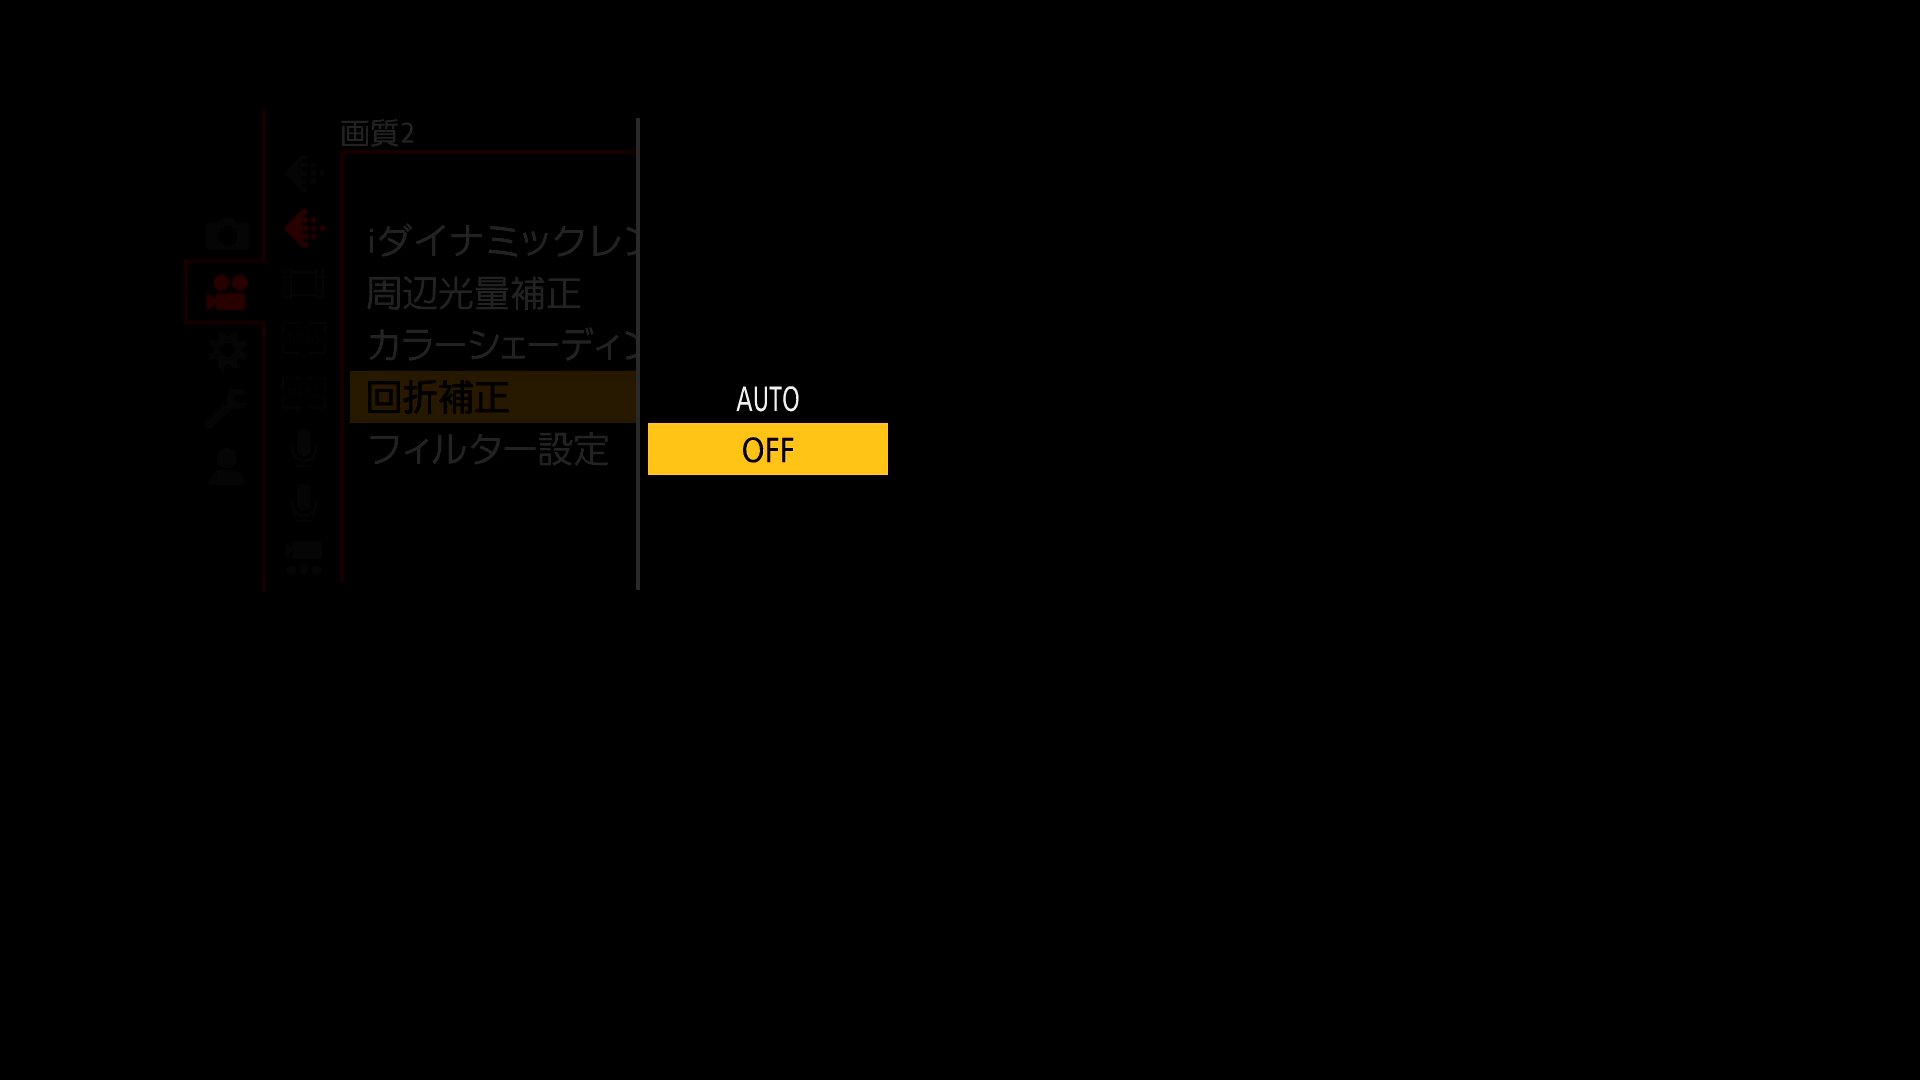 画質2
iダイナミックレン
周辺光量補正
カラーシェーディン
回折補正
フィルター設定
AUTO
OFF